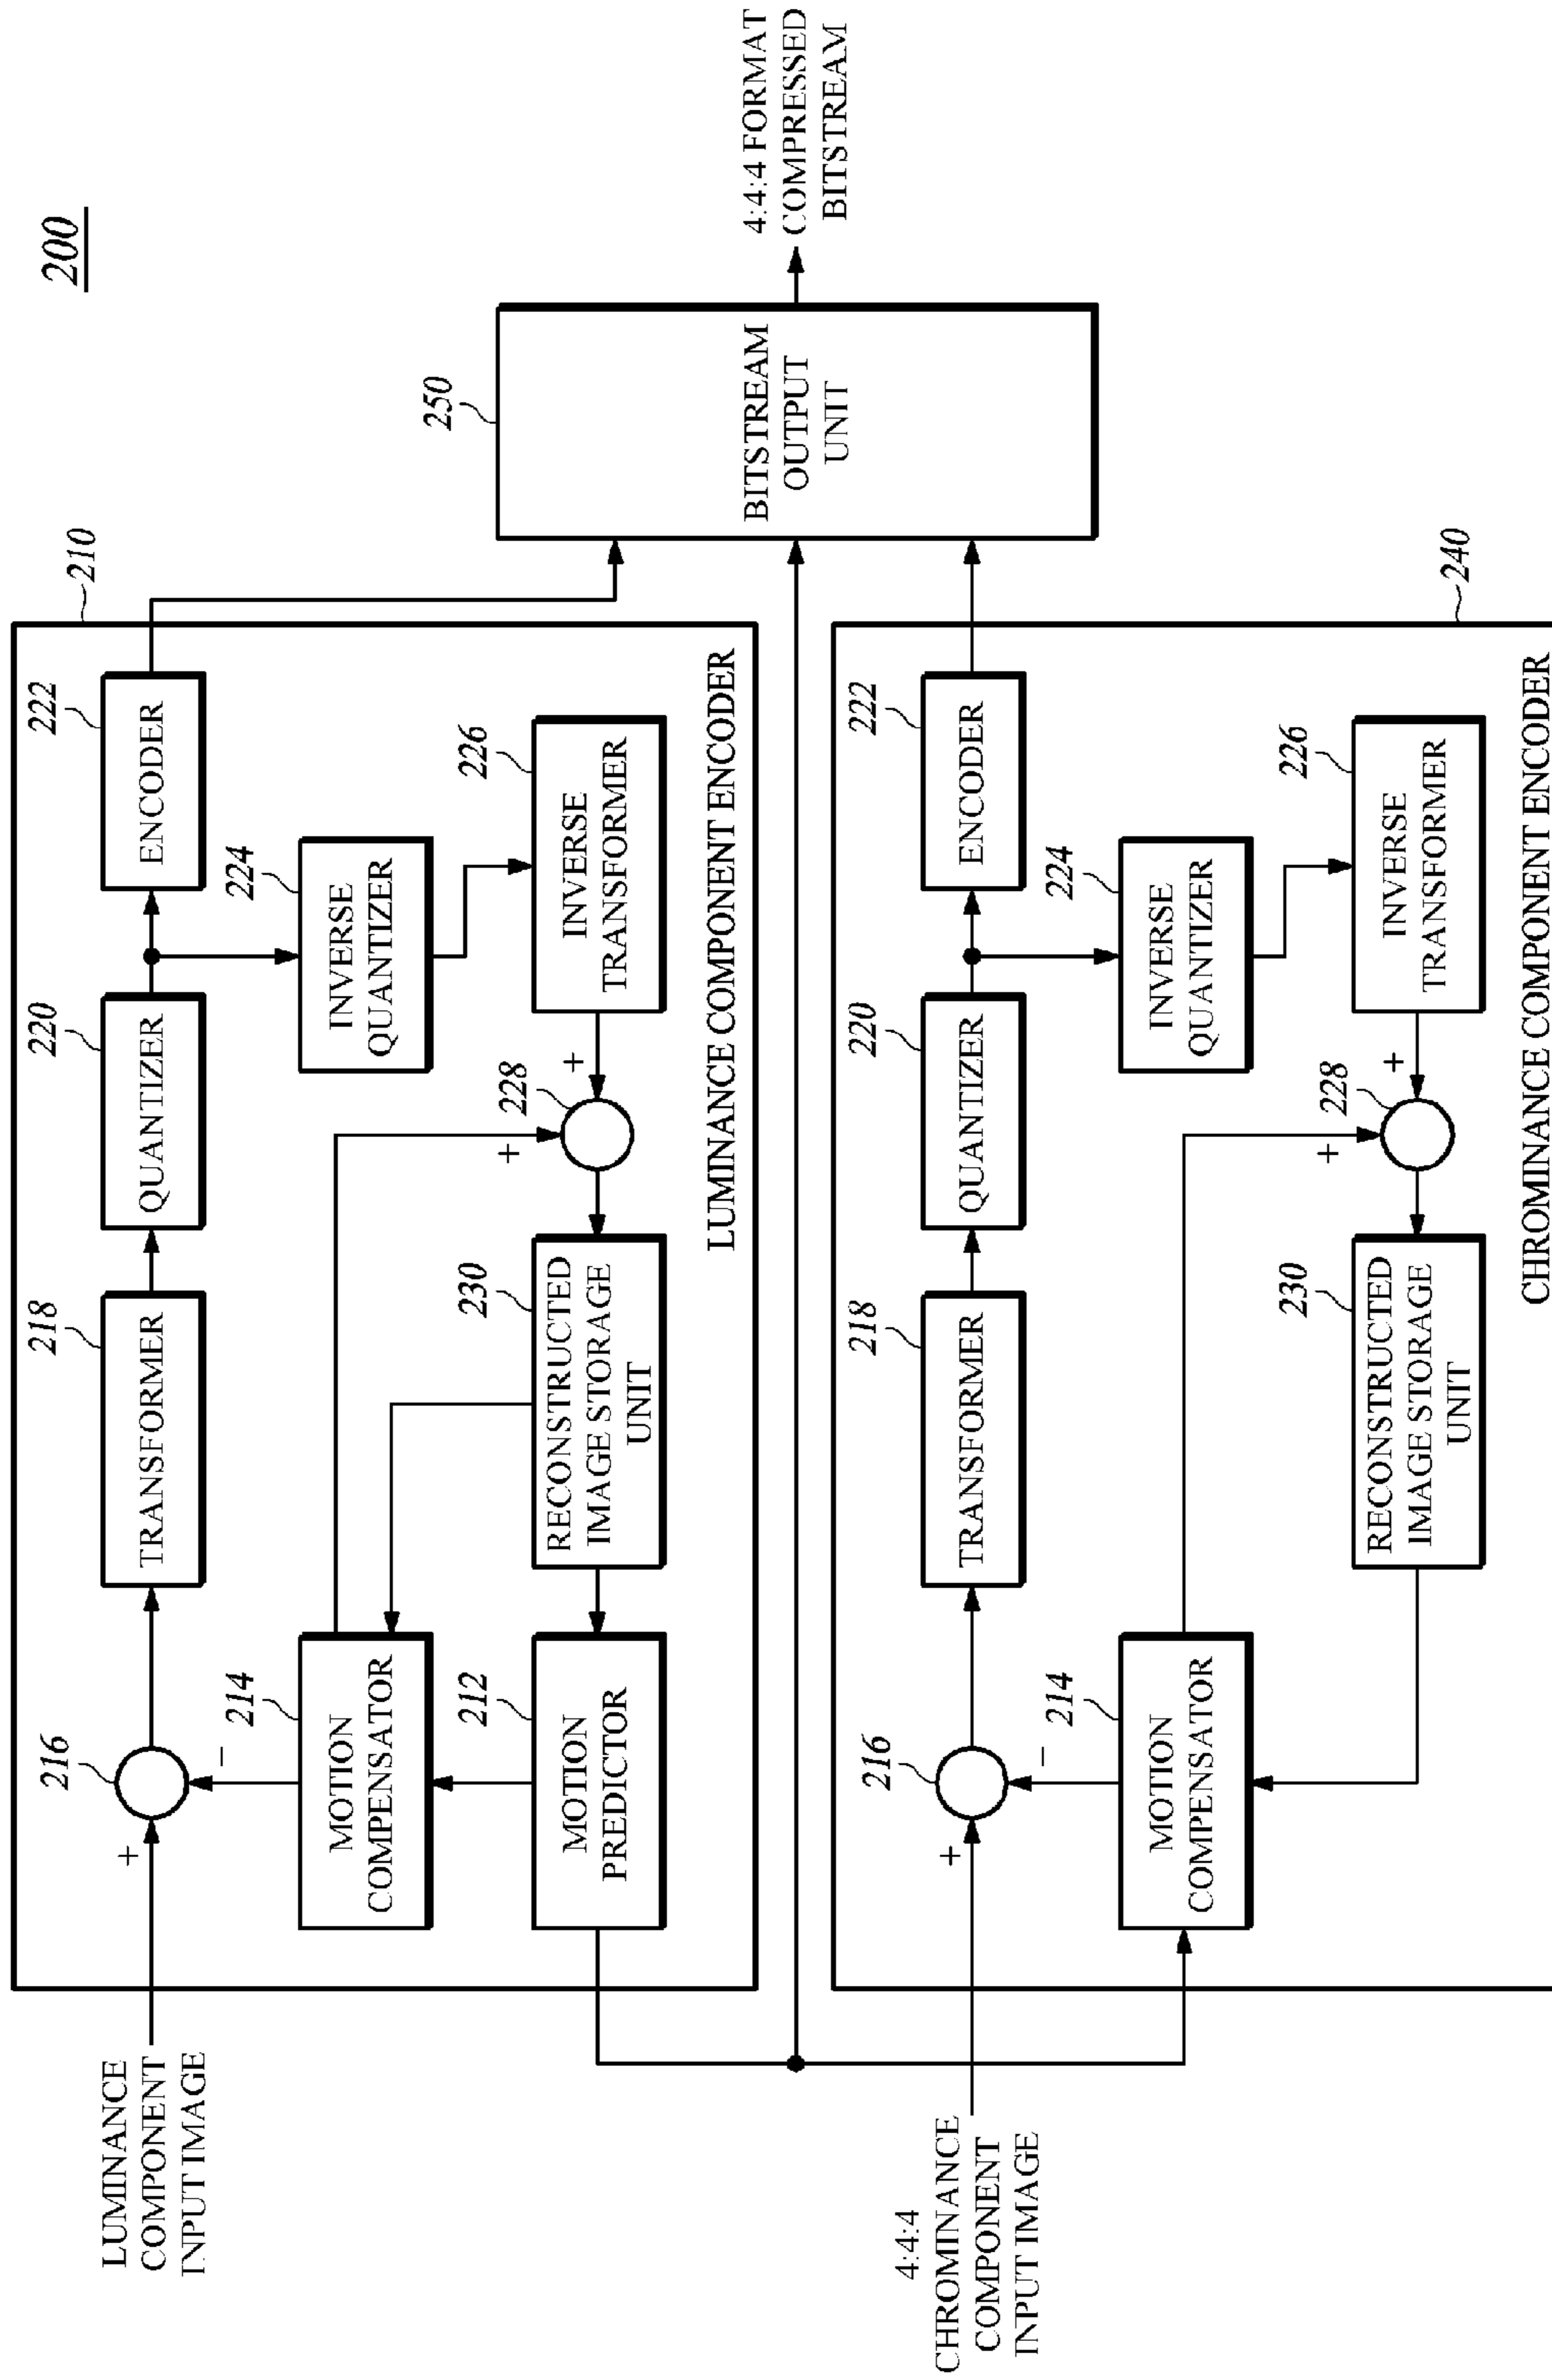 200
LUMINANCE
COMPONENT
INPUT IMAGE
+
216
−
218
TRANSFORMER
220
QUANTIZER
222
ENCODER
210
214
MOTION
COMPENSATOR
224
INVERSE
QUANTIZER
212
MOTION
PREDICTOR
230
RECONSTRUCTED
IMAGE STORAGE
UNIT
+
228
+
226
INVERSE
TRANSFORMER
LUMINANCE COMPONENT ENCODER
250
BITSTREAM
OUTPUT
UNIT
4:4:4 FORMAT
COMPRESSED
BITSTREAM
4:4:4
CHROMINANCE
COMPONENT
INPUT IMAGE
+
216
−
218
TRANSFORMER
220
QUANTIZER
222
ENCODER
240
214
MOTION
COMPENSATOR
224
INVERSE
QUANTIZER
230
RECONSTRUCTED
IMAGE STORAGE
UNIT
+
228
+
226
INVERSE
TRANSFORMER
CHROMINANCE COMPONENT ENCODER